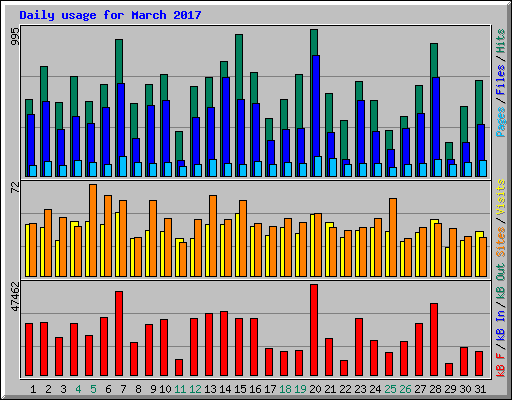 Daily usage for March 2017
995
Pages / Files / Hits
72
Sites / Visits
47462
kB F / kB In / kB Out
1 2 3 4 5 6 7 8 9 10 11 12 13 14 15 16 17 18 19 20 21 22 23 24 25 26 27 28 29 30 31